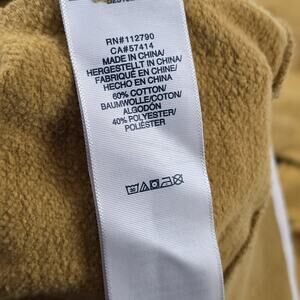 RN#112790
CA#57414
MADE IN CHINA/
HERGESTELLT IN CHINA/
FABRIQUÉ EN CHINE/
HECHO EN CHINA
60% COTTON/
BAUMWOLLE/COTON/
ALGODÓN
40% POLYESTER/
POLIÉSTER